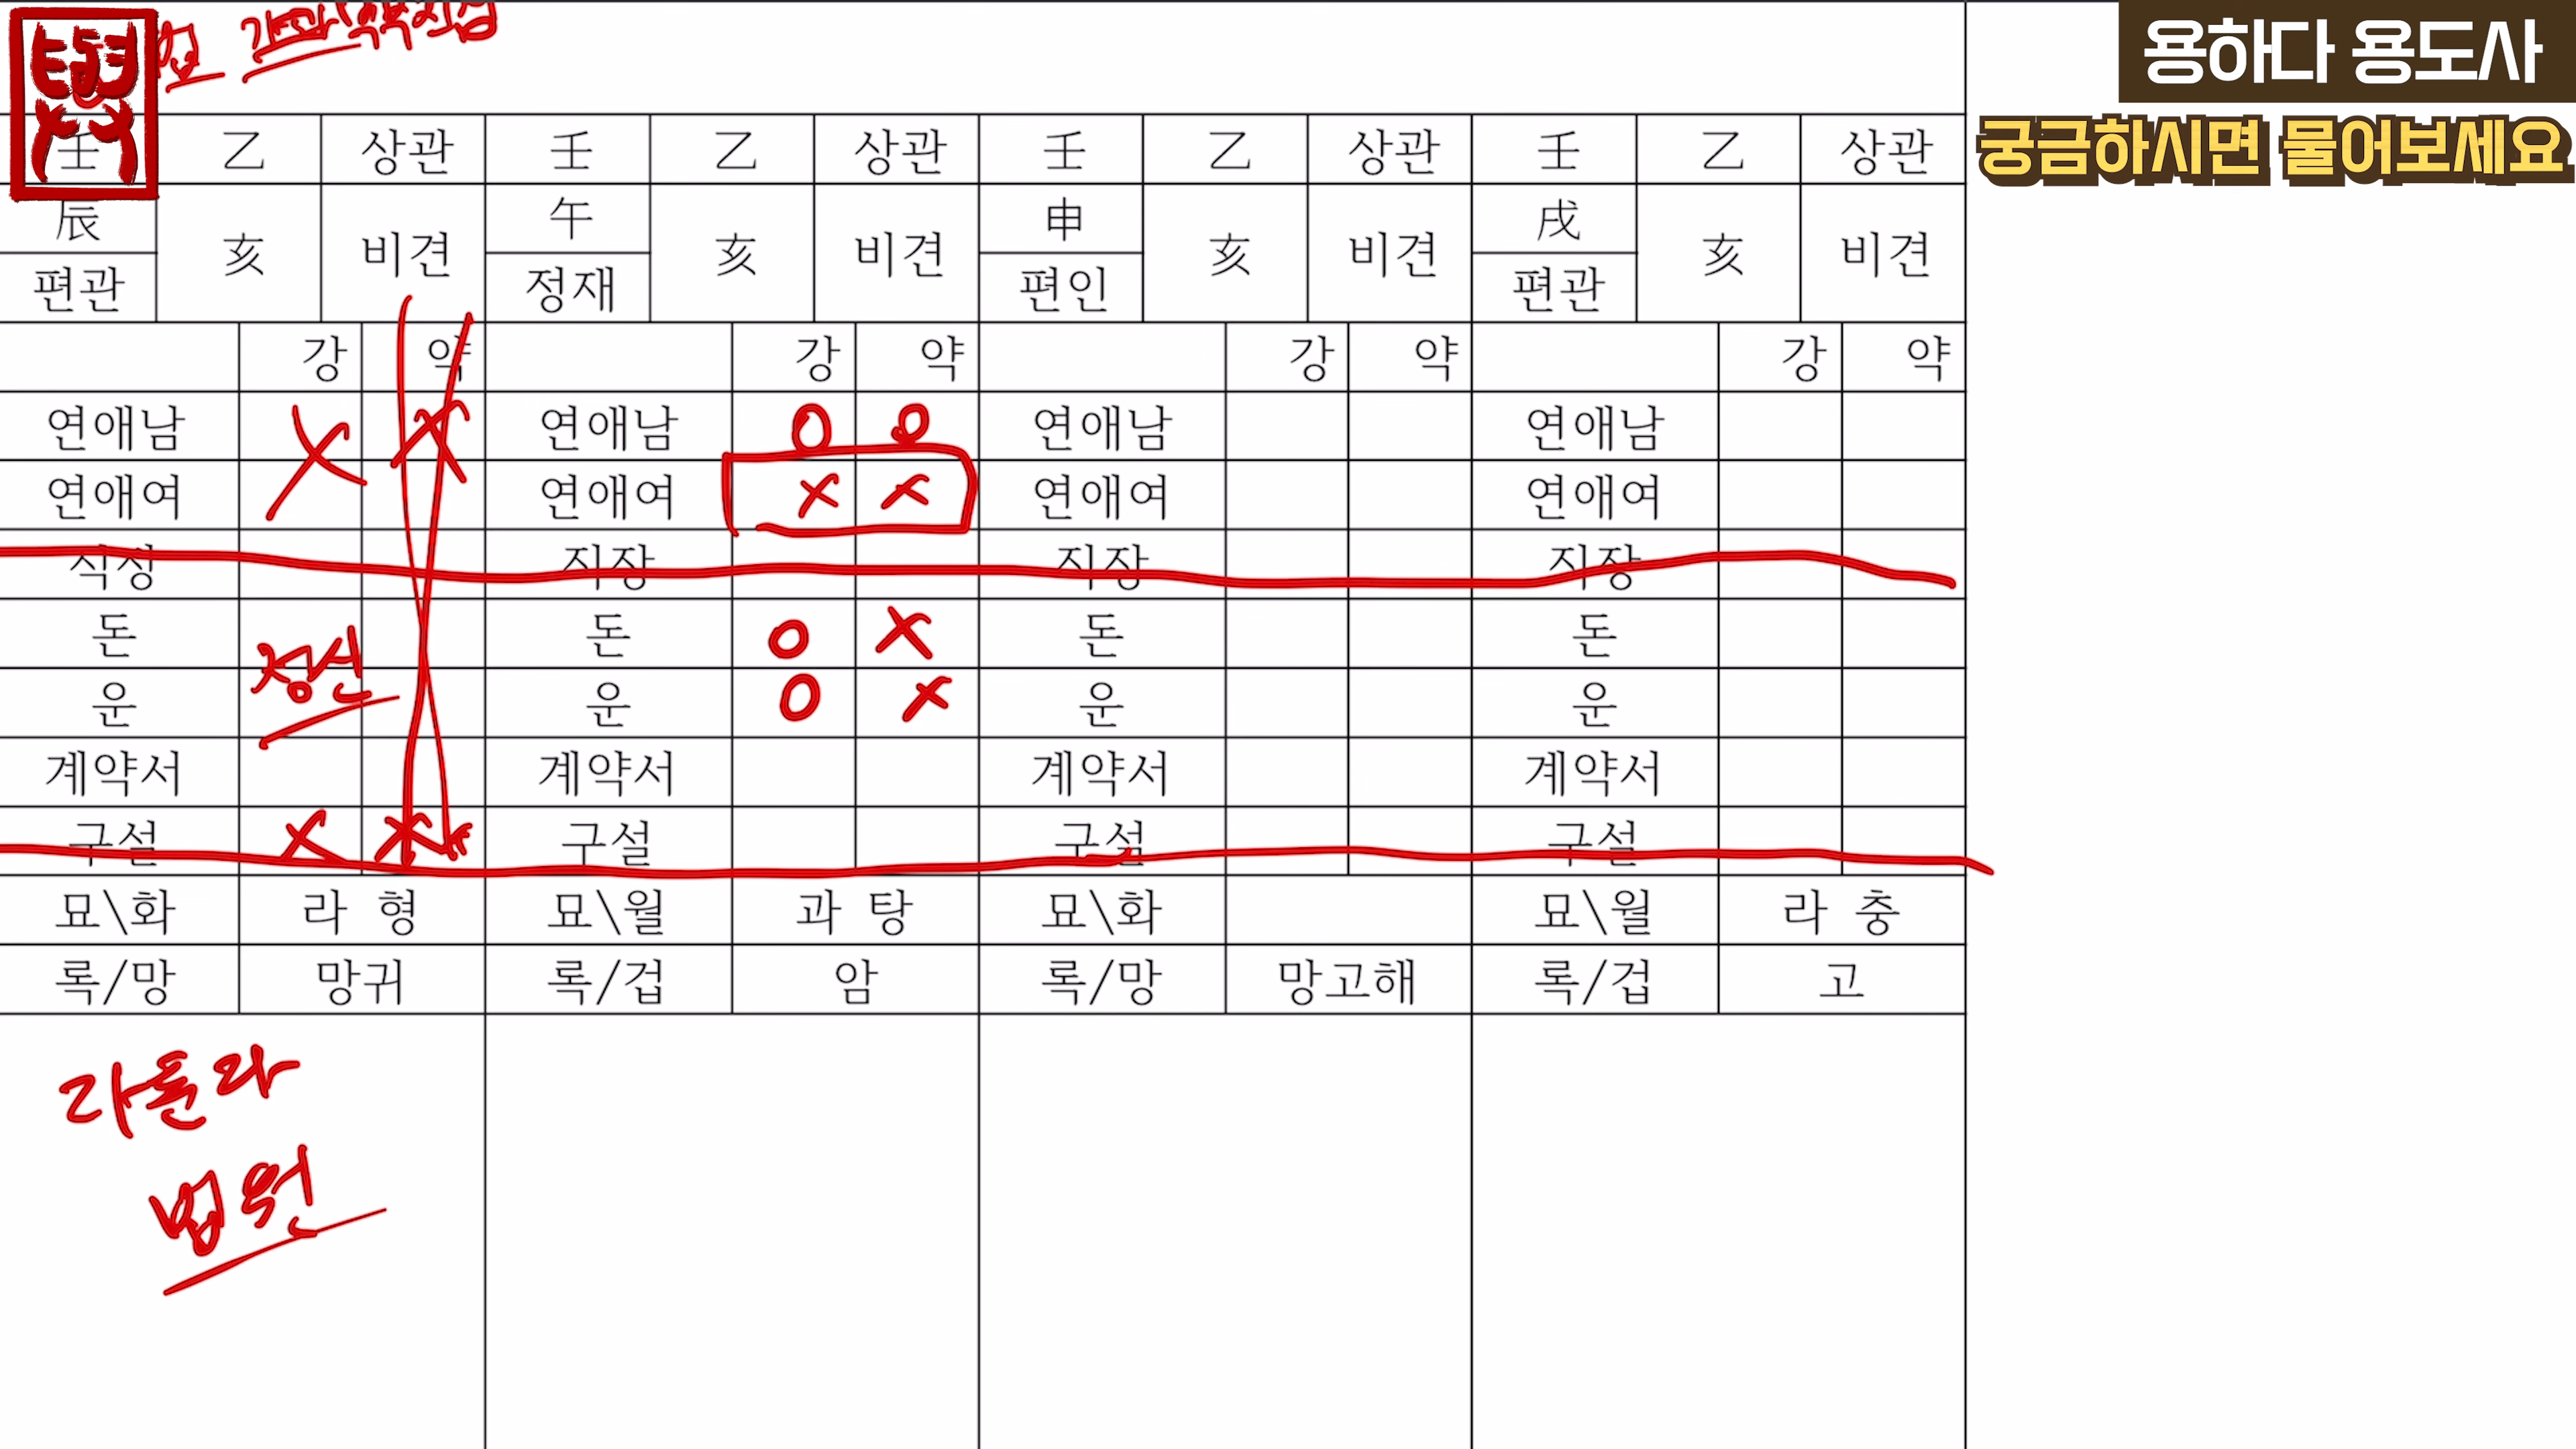 용하다 용도사
궁금하시면 물어보세요
법
壬 乙 상관 壬 乙 상관 壬 乙 상관 壬 乙 상관
辰 亥 비견 午 亥 비견 申 亥 비견 戌 亥 비견
편관 정재 편인 편관
강 약 강 약 강 약 강 약
연애남 X X 연애남 O O 연애남 연애남
연애여 연애여 X X 연애여 연애여
직장 직장 직장 직장
돈 돈 O X 돈 돈
정신
운 운 O X 운 운
계약서 계약서 계약서 계약서
구설 X X 구설 구설 구설
묘\화 라 형 묘\월 과 탕 묘\화 묘\월 라 충
록/망 망귀 록/겁 암 록/망 망고해 록/겁 고
라돈라
법원